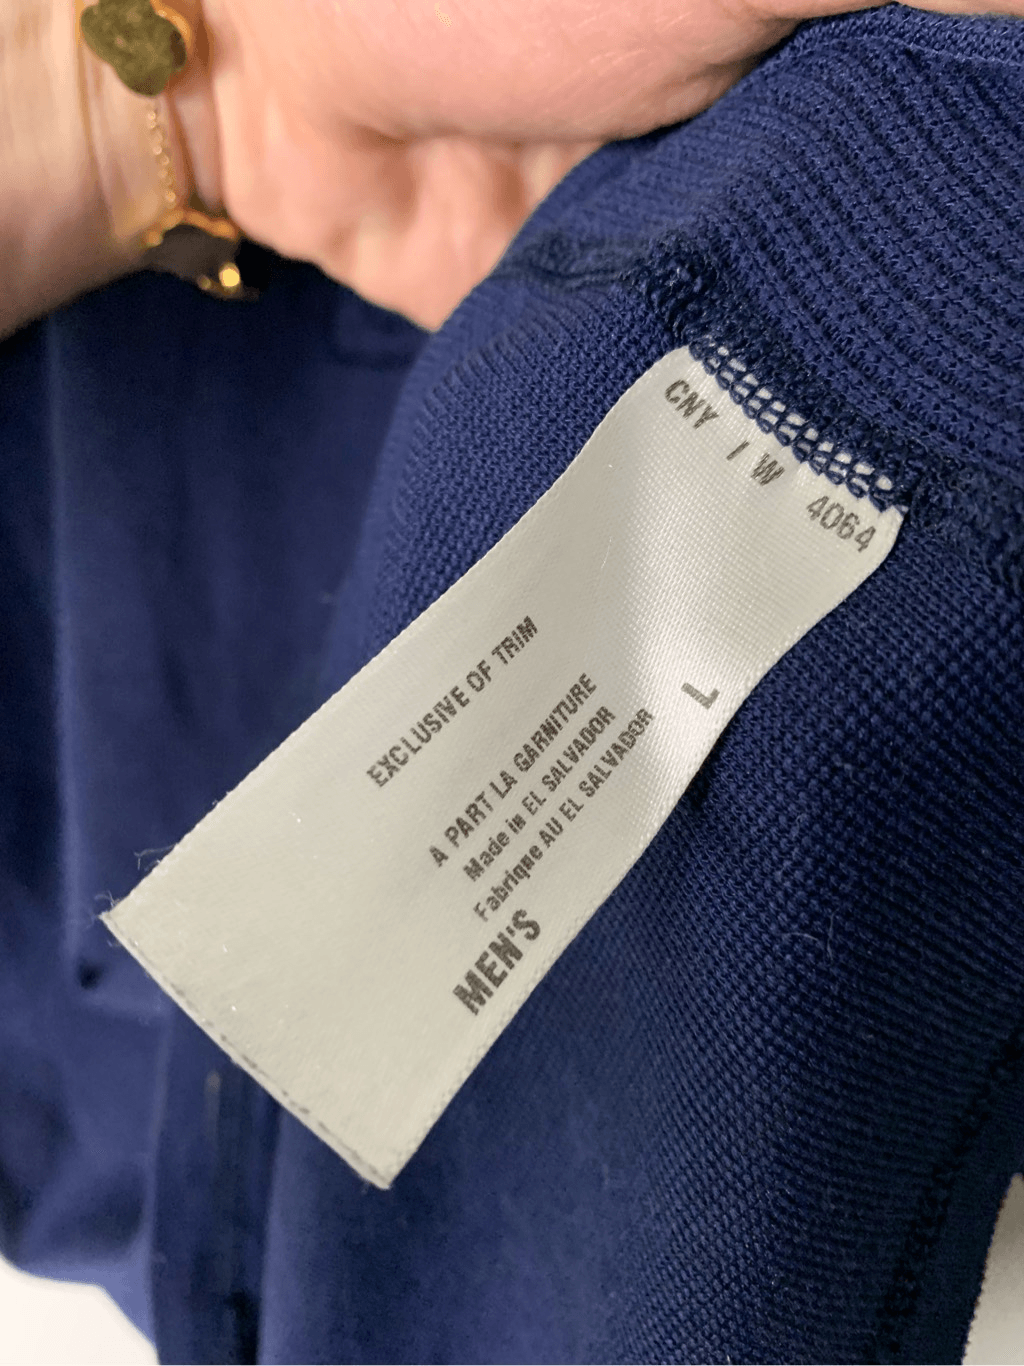 CNY / W 4064
L
EXCLUSIVE OF TRIM
A PART LA GARNITURE
Made in EL SALVADOR
Fabrique AU EL SALVADOR
MEN'S